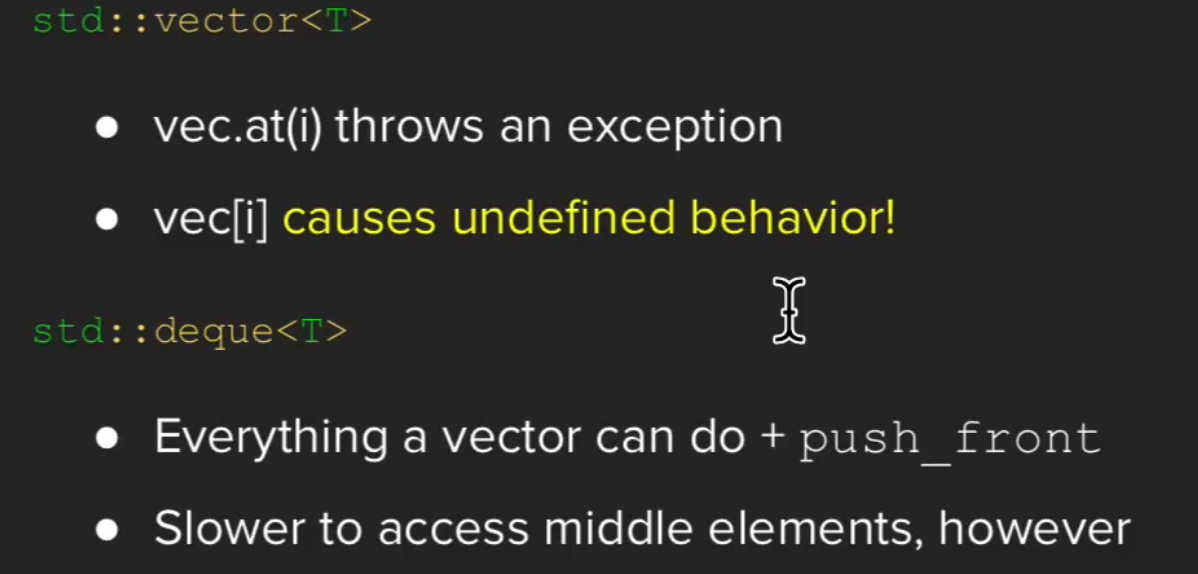 std::vector<T>
● vec.at(i) throws an exception
● vec[i] causes undefined behavior!
std::deque<T>
● Everything a vector can do + push_front
● Slower to access middle elements, however